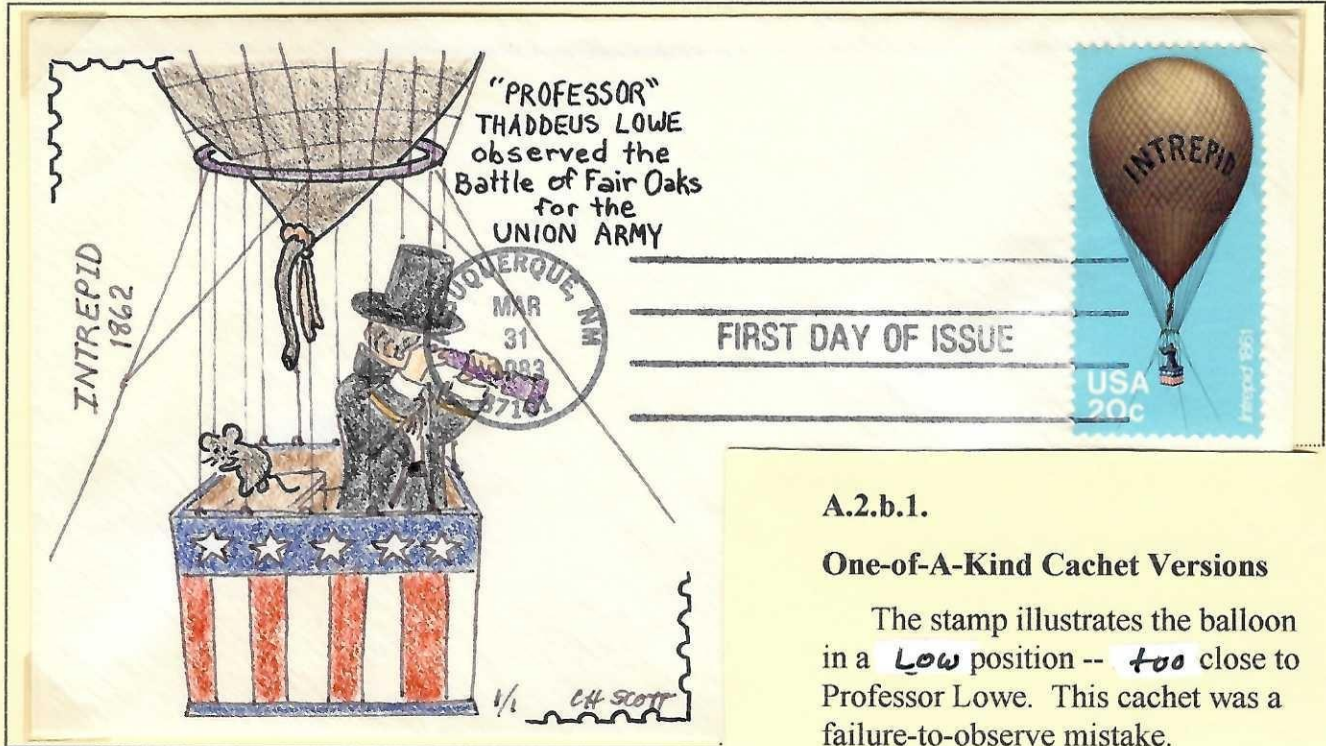 "PROFESSOR"
THADDEUS LOWE
observed the
Battle of Fair Oaks
for the
UNION ARMY
INTREPID
1862
MAR
31
FIRST DAY OF ISSUE
INTREPID
USA
20c
Intrepid 1861
1/1 CH SCOTT
A.2.b.1.
One-of-A-Kind Cachet Versions
The stamp illustrates the balloon
in a Low position -- too close to
Professor Lowe. This cachet was a
failure-to-observe mistake.